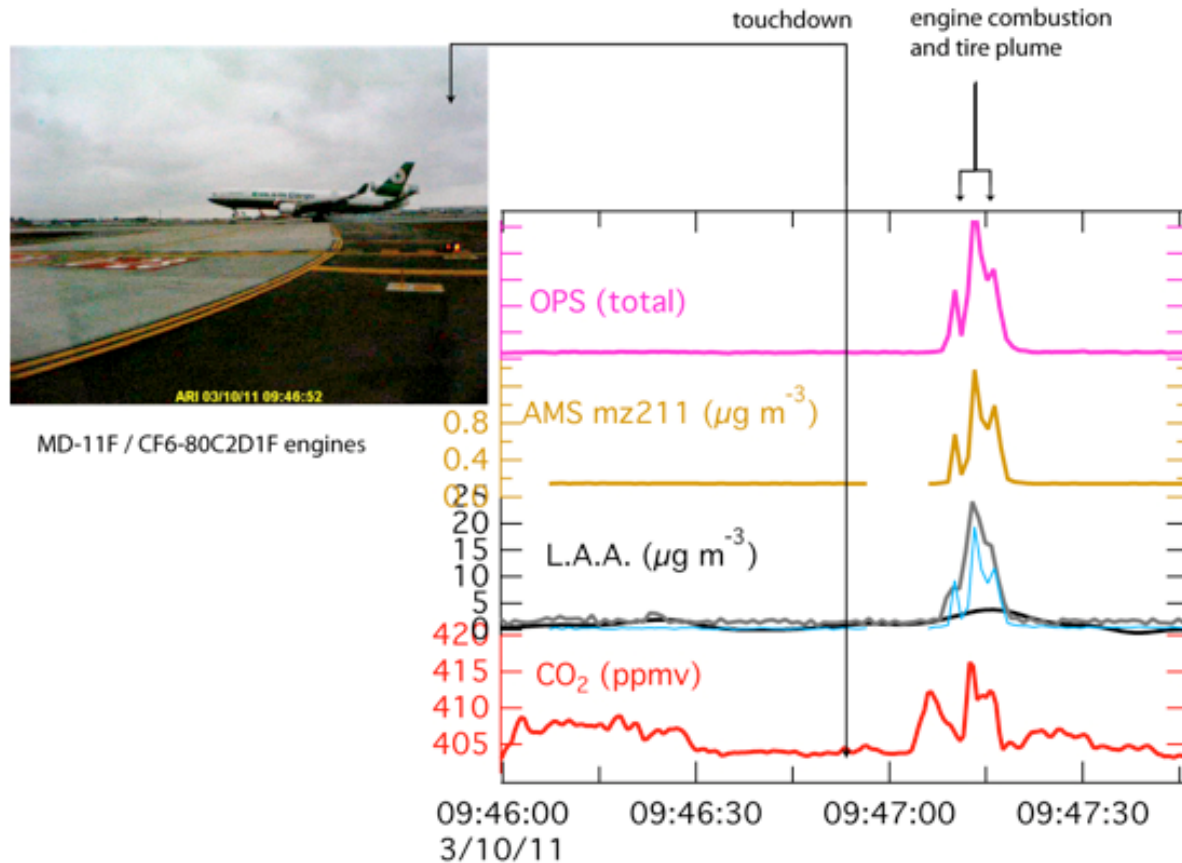 touchdown
engine combustion
and tire plume
ARI 03/10/11 09:46:52
MD-11F / CF6-80C2D1F engines
OPS (total)
AMS mz211 (µg m⁻³)
0.8
0.4
0.0
L.A.A. (µg m⁻³)
25
20
15
10
5
0
CO₂ (ppmv)
420
415
410
405
09:46:00 09:46:30 09:47:00 09:47:30
3/10/11